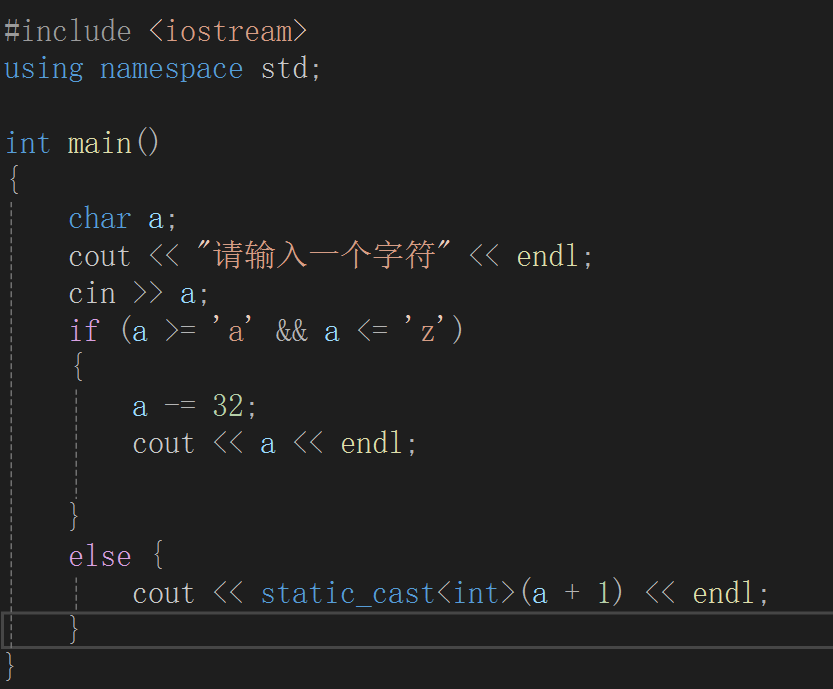 #include <iostream>
using namespace std;
int main()
{
char a;
cout << "请输入一个字符" << endl;
cin >> a;
if (a >= 'a' && a <= 'z')
{
a -= 32;
cout << a << endl;
}
else {
cout << static_cast<int>(a + 1) << endl;
}
}